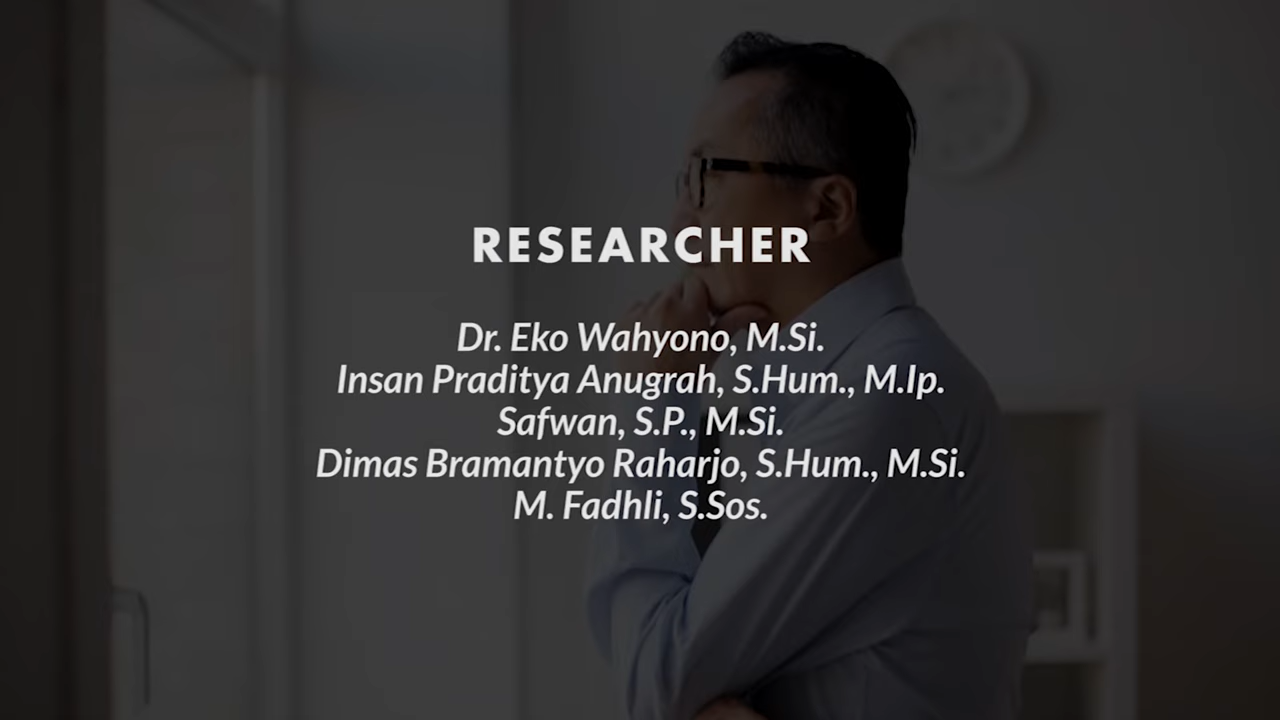 RESEARCHER
Dr. Eko Wahyono, M.Si.
Insan Praditya Anugrah, S.Hum., M.Ip.
Safwan, S.P., M.Si.
Dimas Bramantyo Raharjo, S.Hum., M.Si.
M. Fadhli, S.Sos.